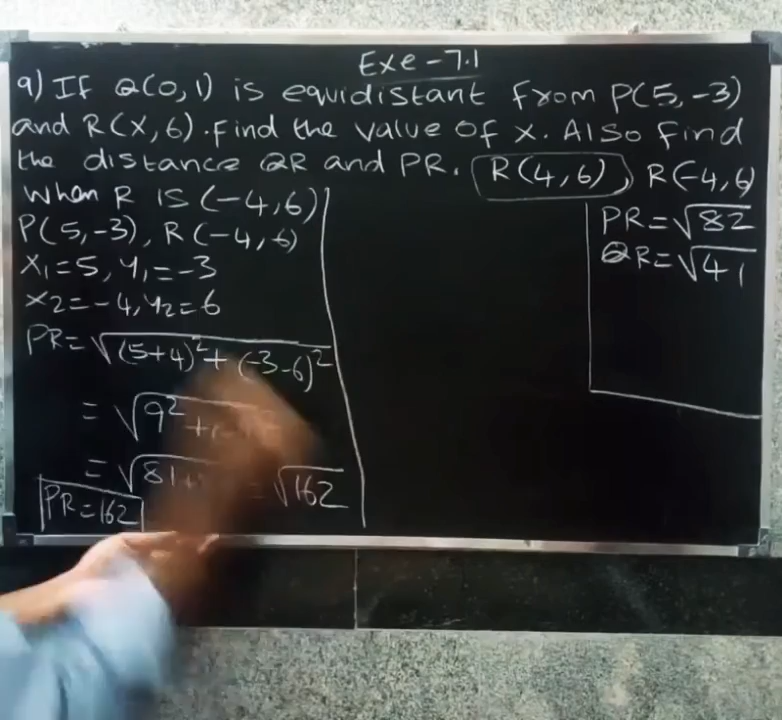 Exe-7.1
9) If Q(0,1) is equidistant from P(5,-3)
and R(x,6). Find the value of x. Also find
the distance QR and PR. R(4,6), R(-4,6)
When R is (-4,6)
P(5,-3), R(-4,6)
x₁=5, y₁=-3
x₂=-4, y₂=6
PR=√(5+4)²+(-3-6)²
=√9²+
=√81+ =√162
PR=162
PR=√82
QR=√41